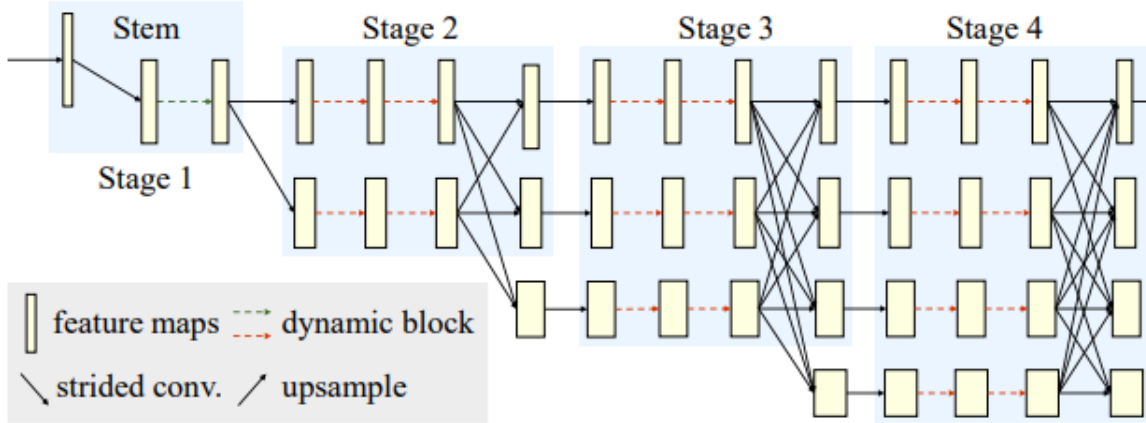 Stem
Stage 2
Stage 3
Stage 4
Stage 1
feature maps
dynamic block
strided conv.
upsample